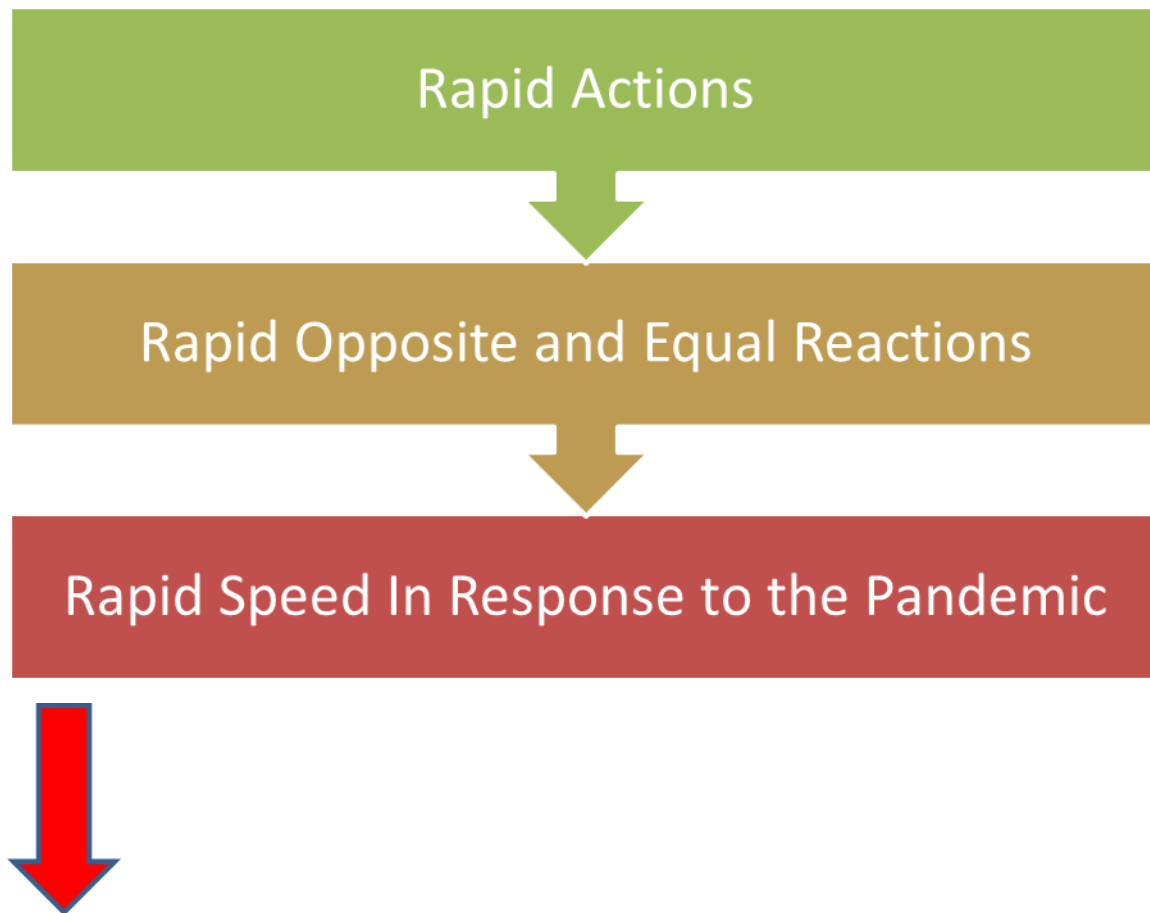 Rapid Actions
Rapid Opposite and Equal Reactions
Rapid Speed In Response to the Pandemic